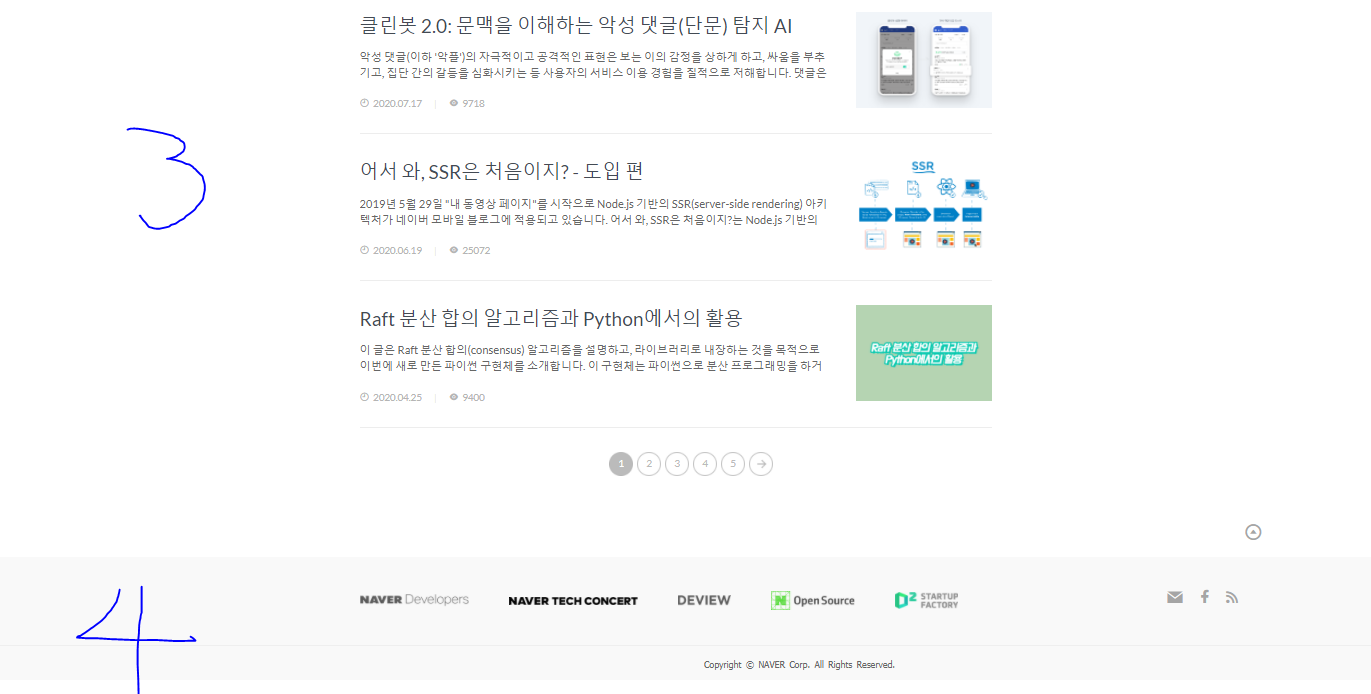 클린봇 2.0: 문맥을 이해하는 악성 댓글(단문) 탐지 AI
악성 댓글(이하 '악플')의 자극적이고 공격적인 표현은 보는 이의 감정을 상하게 하고, 싸움을 부추
기고, 집단 간의 갈등을 심화시키는 등 사용자의 서비스 이용 경험을 질적으로 저해합니다. 댓글은
2020.07.17 9718
3
어서 와, SSR은 처음이지? - 도입 편
SSR
2019년 5월 29일 "내 동영상 페이지"를 시작으로 Node.js 기반의 SSR(server-side rendering) 아키
텍처가 네이버 모바일 블로그에 적용되고 있습니다. 어서 와, SSR은 처음이지?는 Node.js 기반의
2020.06.19 25072
Raft 분산 합의 알고리즘과 Python에서의 활용
이 글은 Raft 분산 합의(consensus) 알고리즘을 설명하고, 라이브러리로 내장하는 것을 목적으로
이번에 새로 만든 파이썬 구현체를 소개합니다. 이 구현체는 파이썬으로 분산 프로그래밍을 하거
2020.04.25 9400
Raft 분산 합의 알고리즘과
Python에서의 활용
1 2 3 4 5
4
NAVER Developers NAVER TECH CONCERT DEVIEW N Open Source D2 STARTUP FACTORY
Copyright © NAVER Corp. All Rights Reserved.